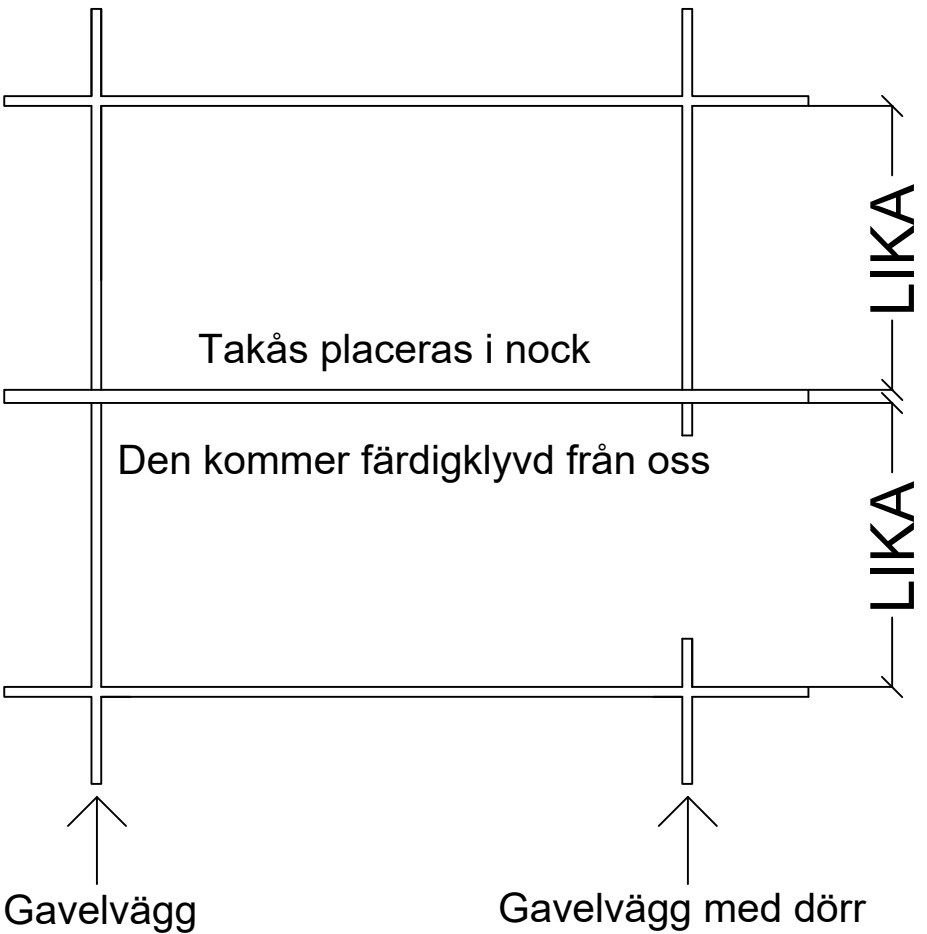 LIKA
Takås placeras i nock
Den kommer färdigklyvd från oss
LIKA
Gavelvägg
Gavelvägg med dörr